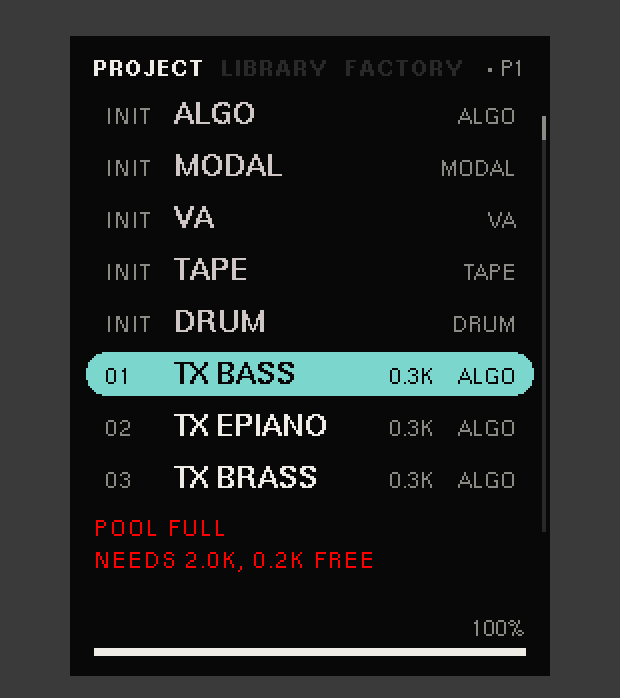 PROJECT LIBRARY FACTORY · P1
INIT ALGO ALGO
INIT MODAL MODAL
INIT VA VA
INIT TAPE TAPE
INIT DRUM DRUM
01 TX BASS 0.3K ALGO
02 TX EPIANO 0.3K ALGO
03 TX BRASS 0.3K ALGO
POOL FULL
NEEDS 2.0K, 0.2K FREE
100%